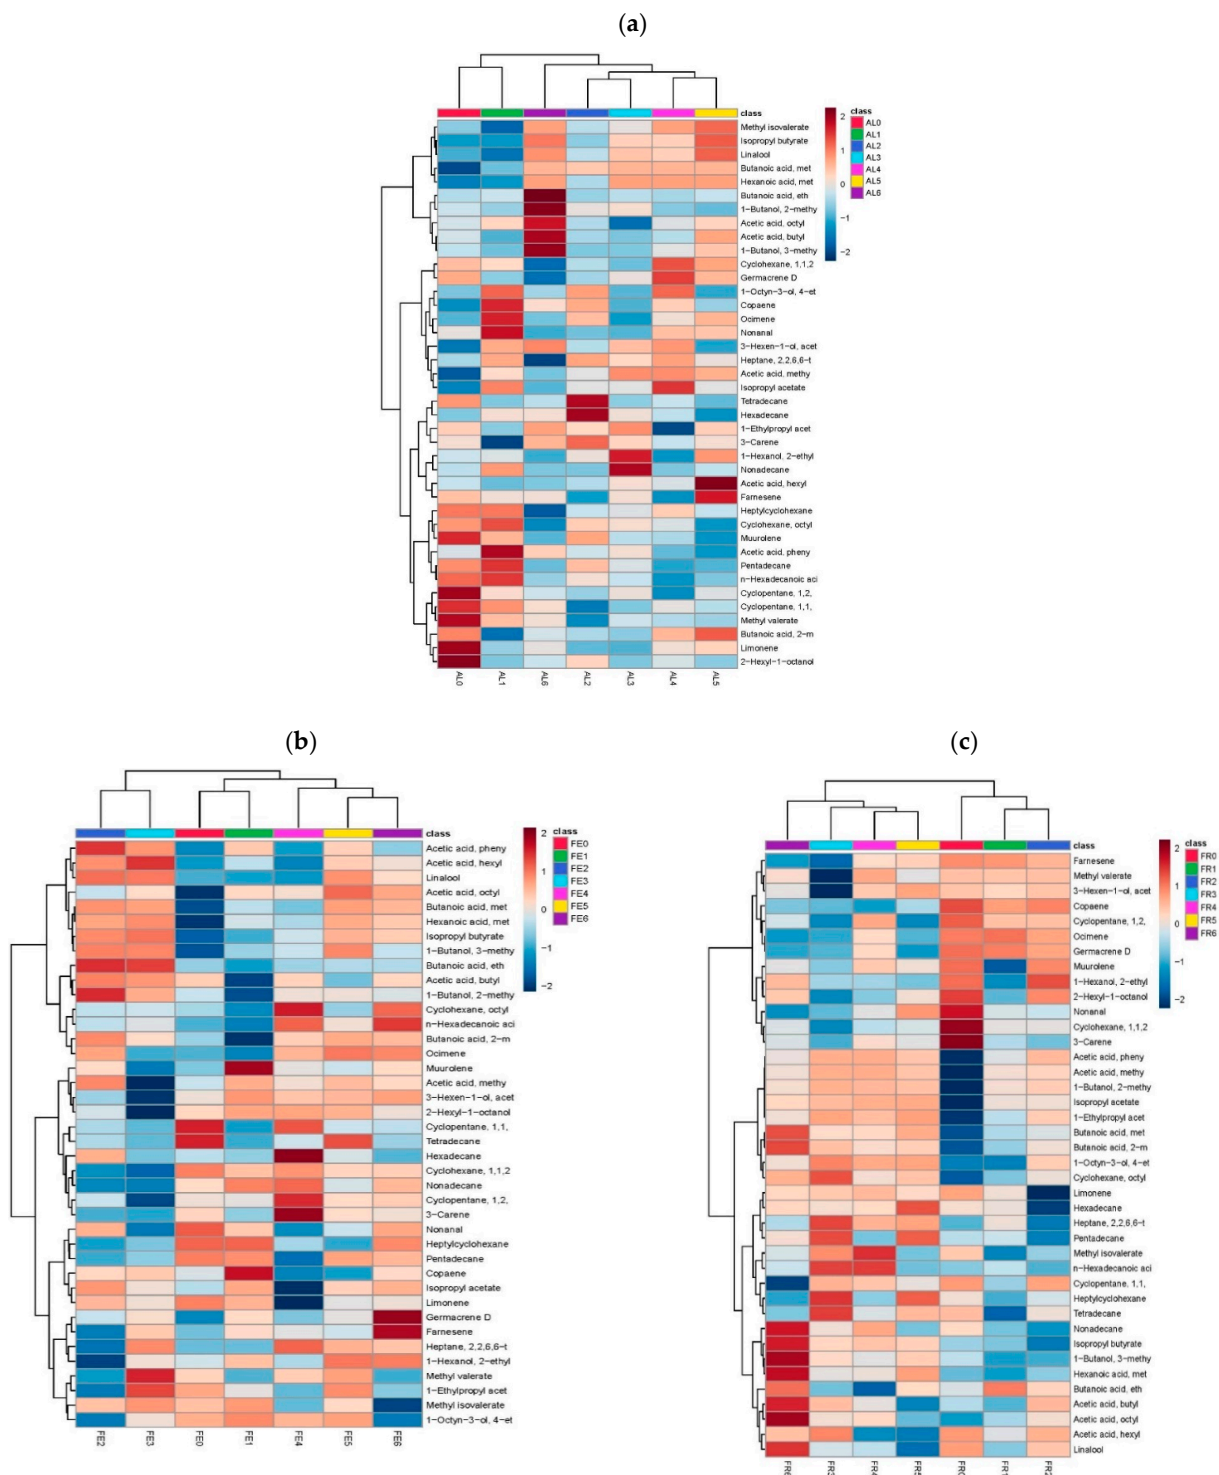 (a)
class
Methyl isovalerate
Isopropyl butyrate
Linalool
Butanoic acid, met
Hexanoic acid, met
Butanoic acid, eth
1−Butanol, 2−methy
Acetic acid, octyl
Acetic acid, butyl
1−Butanol, 3−methy
Cyclohexane, 1,1,2
Germacrene D
1−Octyn−3−ol, 4−et
Copaene
Ocimene
Nonanal
3−Hexen−1−ol, acet
Heptane, 2,2,6,6−t
Acetic acid, methy
Isopropyl acetate
Tetradecane
Hexadecane
1−Ethylpropyl acet
3−Carene
1−Hexanol, 2−ethyl
Nonadecane
Acetic acid, hexyl
Farnesene
Heptylcyclohexane
Cyclohexane, octyl
Muurolene
Acetic acid, pheny
Pentadecane
n−Hexadecanoic aci
Cyclopentane, 1,2,
Cyclopentane, 1,1,
Methyl valerate
Butanoic acid, 2−m
Limonene
2−Hexyl−1−octanol
AL0 AL1 AL6 AL2 AL3 AL4 AL5
2
1
0
−1
−2
class
AL0
AL1
AL2
AL3
AL4
AL5
AL6
(b)
class
Acetic acid, pheny
Acetic acid, hexyl
Linalool
Acetic acid, octyl
Butanoic acid, met
Hexanoic acid, met
Isopropyl butyrate
1−Butanol, 3−methy
Butanoic acid, eth
Acetic acid, butyl
1−Butanol, 2−methy
Cyclohexane, octyl
n−Hexadecanoic aci
Butanoic acid, 2−m
Ocimene
Muurolene
Acetic acid, methy
3−Hexen−1−ol, acet
2−Hexyl−1−octanol
Cyclopentane, 1,1,
Tetradecane
Hexadecane
Cyclohexane, 1,1,2
Nonadecane
Cyclopentane, 1,2,
3−Carene
Nonanal
Heptylcyclohexane
Pentadecane
Copaene
Isopropyl acetate
Limonene
Germacrene D
Farnesene
Heptane, 2,2,6,6−t
1−Hexanol, 2−ethyl
Methyl valerate
1−Ethylpropyl acet
Methyl isovalerate
1−Octyn−3−ol, 4−et
FE2 FE3 FE0 FE1 FE4 FE5 FE6
2
1
0
−1
−2
class
FE0
FE1
FE2
FE3
FE4
FE5
FE6
(c)
class
Farnesene
Methyl valerate
3−Hexen−1−ol, acet
Copaene
Cyclopentane, 1,2,
Ocimene
Germacrene D
Muurolene
1−Hexanol, 2−ethyl
2−Hexyl−1−octanol
Nonanal
Cyclohexane, 1,1,2
3−Carene
Acetic acid, pheny
Acetic acid, methy
1−Butanol, 2−methy
Isopropyl acetate
1−Ethylpropyl acet
Butanoic acid, met
Butanoic acid, 2−m
1−Octyn−3−ol, 4−et
Cyclohexane, octyl
Limonene
Hexadecane
Heptane, 2,2,6,6−t
Pentadecane
Methyl isovalerate
n−Hexadecanoic aci
Cyclopentane, 1,1,
Heptylcyclohexane
Tetradecane
Nonadecane
Isopropyl butyrate
1−Butanol, 3−methy
Hexanoic acid, met
Butanoic acid, eth
Acetic acid, butyl
Acetic acid, octyl
Acetic acid, hexyl
Linalool
2
1
0
−1
−2
class
FR0
FR1
FR2
FR3
FR4
FR5
FR6